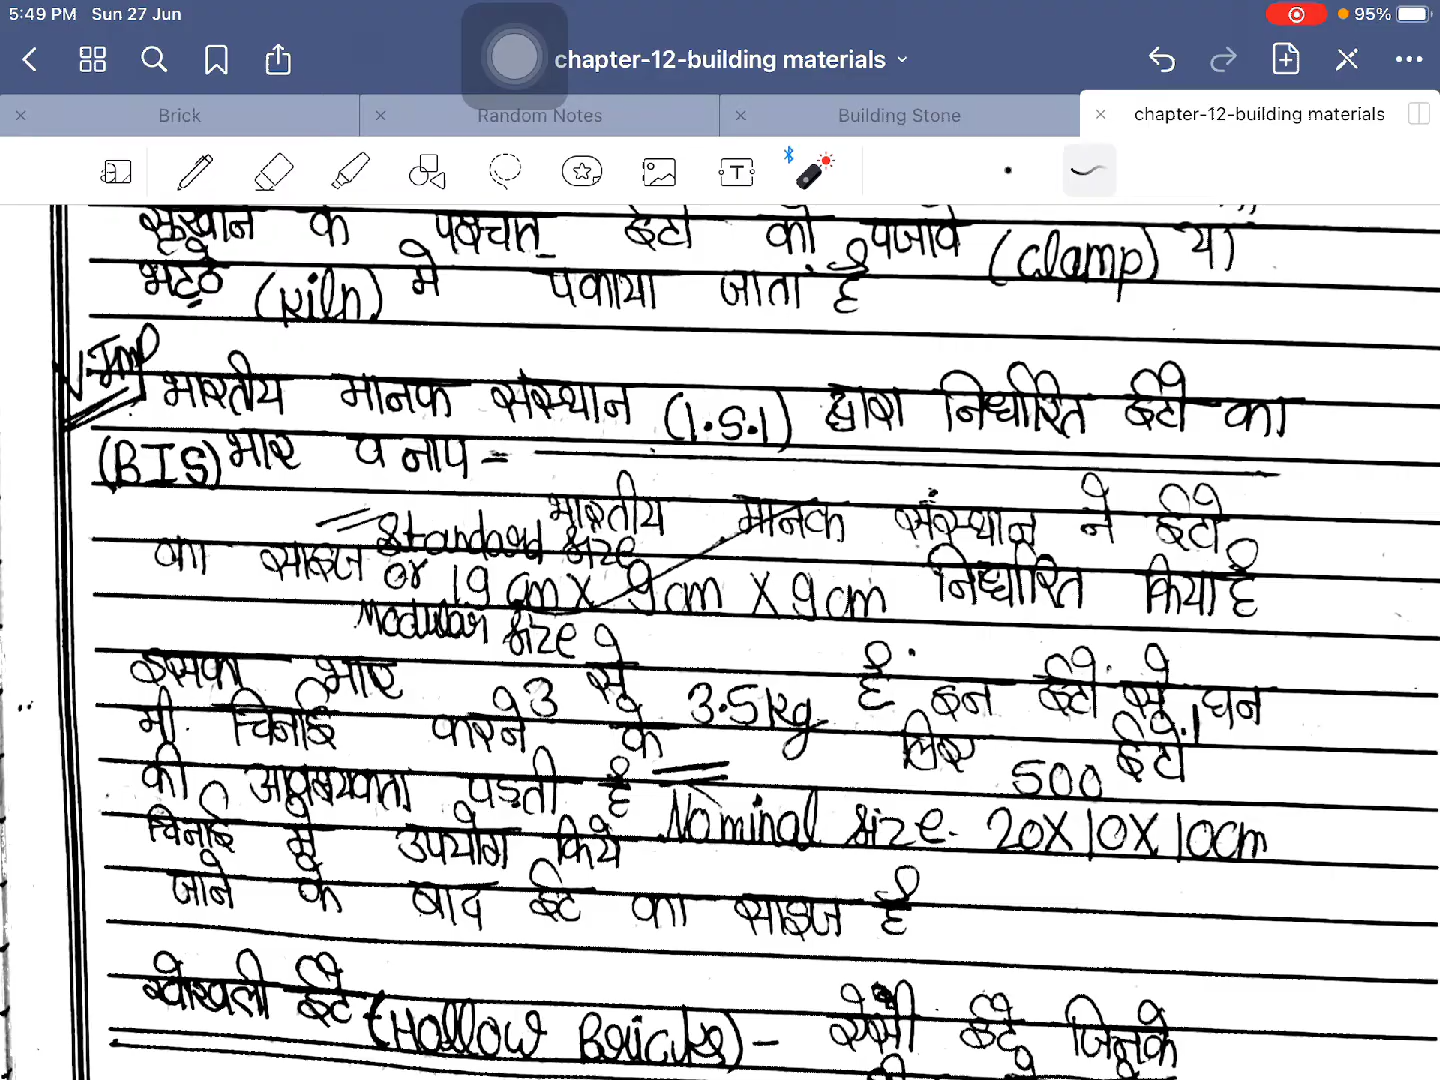 5:49 PM Sun 27 Jun 95%
chapter-12-building materials
Brick Random Notes Building Stone chapter-12-building materials
सूखाने के पश्चात ईंटो को पजावे (clamp) या
भट्ठे (kiln) में पकाया जाता है
Imp
भारतीय मानक संस्थान (I.S.I) द्वारा निर्धारित ईंटो का
(BIS) भार व नाप =
भारतीय मानक संस्थान ने ईंटो
का साइज Standard size or Modular size 19 cm X 9 cm X 9 cm निर्धारित किया है
इसका भार 3 से 3.5 kg है इन ईंटो से 1 घन
मी. चिनाई करने के लिए 500 ईंटो
की आवश्यकता पड़ती है Nominal size - 20X10X10cm
चिनाई में उपयोग किये
जाने के बाद ईंट का साइज है
खोखली ईंटे (Hollow Bricks) - ऐसी ईंटे जिनके